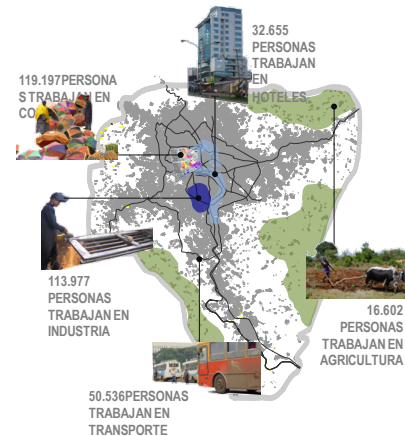 32.655
PERSONAS
TRABAJAN
EN
HOTELES
119.197PERSONA
S TRABAJAN EN
CO
113.977
PERSONAS
TRABAJAN EN
INDUSTRIA
16.602
PERSONAS
TRABAJAN EN
AGRICULTURA
50.536PERSONAS
TRABAJAN EN
TRANSPORTE